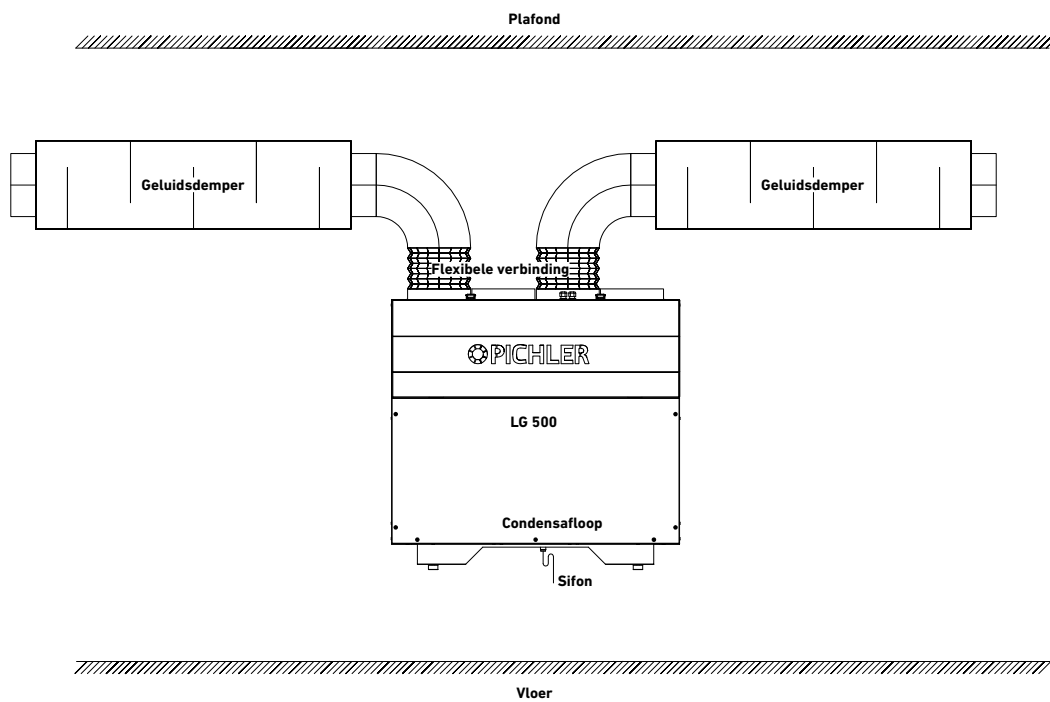 Plafond
Geluidsdemper
Geluidsdemper
Flexibele verbinding
PICHLER
LG 500
Condensafloop
Sifon
Vloer